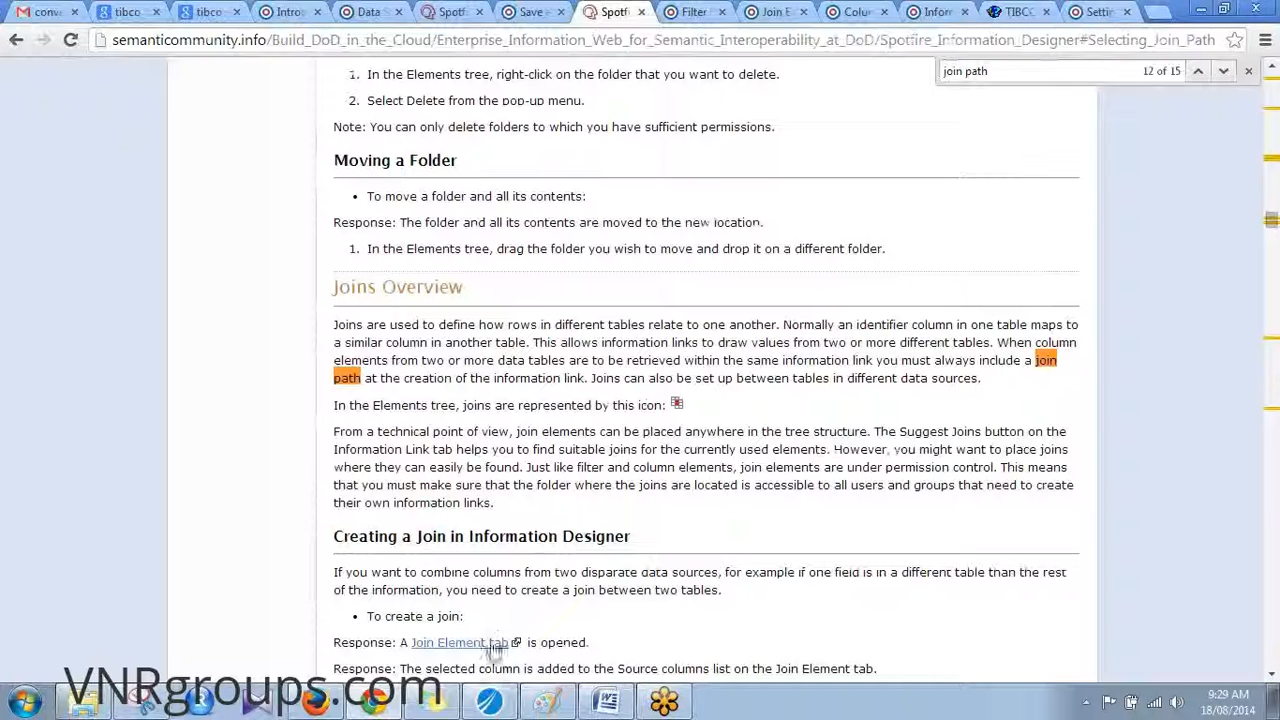 conv
tibco
tibco
Intro:
Data S
Spotf
Save
Spotf
Filter
Join E
Colu
Infor
TIBCC
Settir
semanticcommunity.info/Build_DoD_in_the_Cloud/Enterprise_Information_Web_for_Semantic_Interoperability_at_DoD/Spotfire_Information_Designer#Selecting_Join_Path
join path 12 of 15
1. In the Elements tree, right-click on the folder that you want to delete.
2. Select Delete from the pop-up menu.
Note: You can only delete folders to which you have sufficient permissions.
Moving a Folder
• To move a folder and all its contents:
Response: The folder and all its contents are moved to the new location.
1. In the Elements tree, drag the folder you wish to move and drop it on a different folder.
Joins Overview
Joins are used to define how rows in different tables relate to one another. Normally an identifier column in one table maps to
a similar column in another table. This allows information links to draw values from two or more different tables. When column
elements from two or more data tables are to be retrieved within the same information link you must always include a join
path at the creation of the information link. Joins can also be set up between tables in different data sources.
In the Elements tree, joins are represented by this icon:
From a technical point of view, join elements can be placed anywhere in the tree structure. The Suggest Joins button on the
Information Link tab helps you to find suitable joins for the currently used elements. However, you might want to place joins
where they can easily be found. Just like filter and column elements, join elements are under permission control. This means
that you must make sure that the folder where the joins are located is accessible to all users and groups that need to create
their own information links.
Creating a Join in Information Designer
If you want to combine columns from two disparate data sources, for example if one field is in a different table than the rest
of the information, you need to create a join between two tables.
• To create a join:
Response: A Join Element tab is opened.
Response: The selected column is added to the Source columns list on the Join Element tab.
VNRgroups.com
9:29 AM
18/08/2014